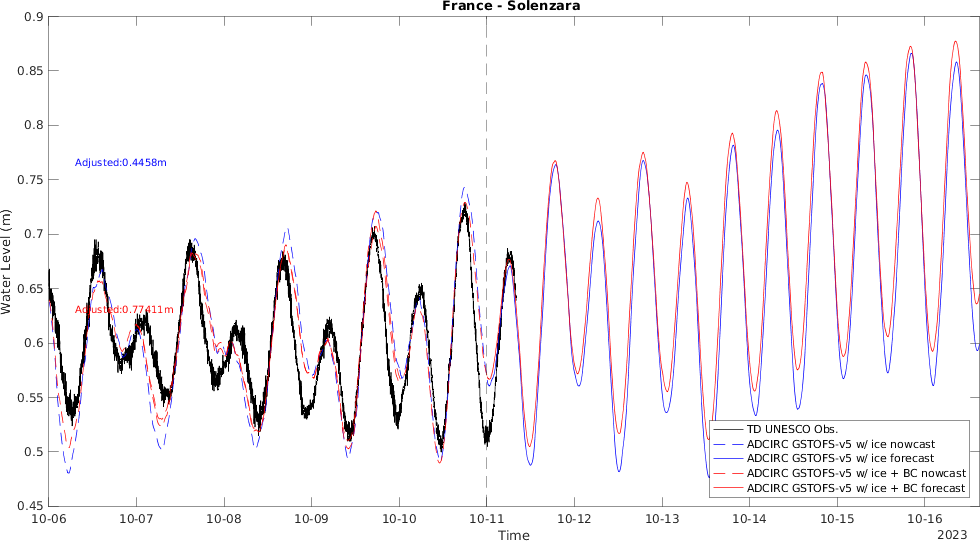 France - Solenzara
0.9
0.85
0.8
0.75
0.7
0.65
0.6
0.55
0.5
0.45
Water Level (m)
Adjusted:0.4458m
Adjusted:0.77411m
TD UNESCO Obs.
ADCIRC GSTOFS-v5 w/ ice nowcast
ADCIRC GSTOFS-v5 w/ ice forecast
ADCIRC GSTOFS-v5 w/ ice + BC nowcast
ADCIRC GSTOFS-v5 w/ ice + BC forecast
10-06 10-07 10-08 10-09 10-10 10-11 10-12 10-13 10-14 10-15 10-16
Time
2023